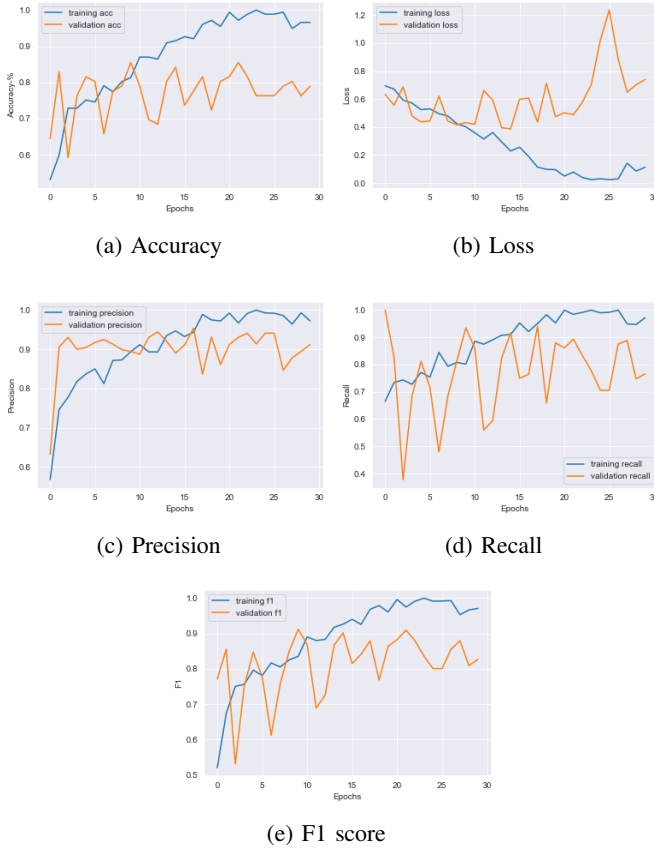 1.0
0.9
0.8
0.7
0.6
Accuracy-%
training acc
validation acc
0 5 10 15 20 25 30
Epochs
(a) Accuracy
1.2
1.0
0.8
0.6
0.4
0.2
0.0
Loss
training loss
validation loss
0 5 10 15 20 25 30
Epochs
(b) Loss
1.0
0.9
0.8
0.7
0.6
Precision
training precision
validation precision
0 5 10 15 20 25 30
Epochs
(c) Precision
1.0
0.9
0.8
0.7
0.6
0.5
0.4
Recall
training recall
validation recall
0 5 10 15 20 25 30
Epochs
(d) Recall
1.0
0.9
0.8
0.7
0.6
0.5
F1
training f1
validation f1
0 5 10 15 20 25 30
Epochs
(e) F1 score